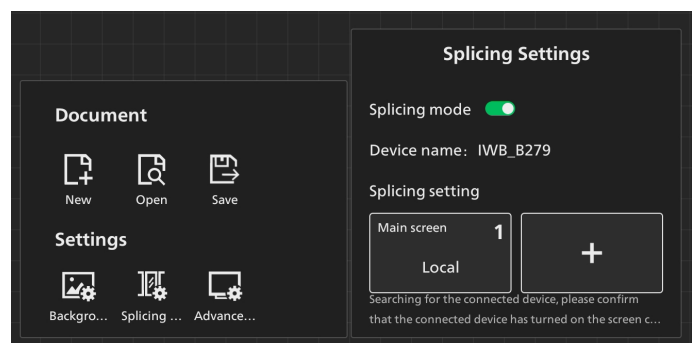 Document
New Open Save
Settings
Backgro... Splicing ... Advance...
Splicing Settings
Splicing mode
Device name: IWB_B279
Splicing setting
Main screen 1
Local
+
Searching for the connected device, please confirm
that the connected device has turned on the screen c...